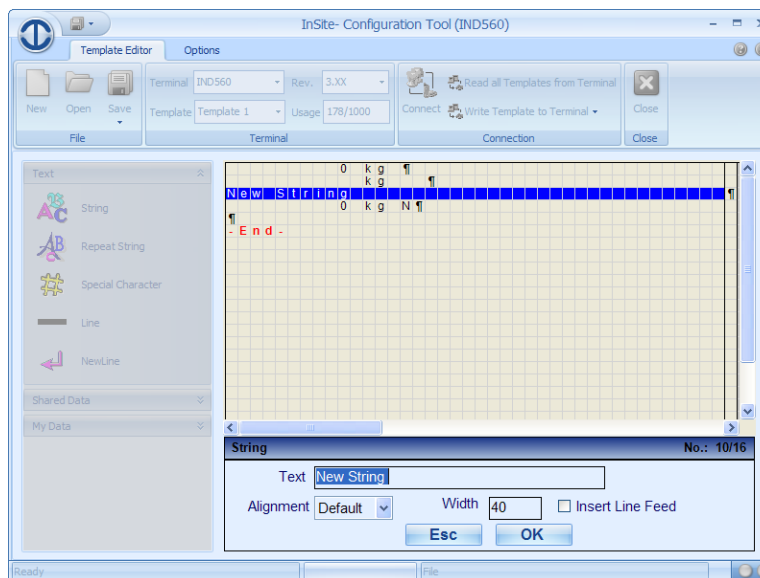 InSite- Configuration Tool (IND560)
Template Editor Options
New Open Save
File
Terminal IND560 Rev. 3.XX
Template Template 1 Usage 178/1000
Terminal
Connect Read all Templates from Terminal
Write Template to Terminal
Connection
Close
Close
Text
String
Repeat String
Special Character
Line
NewLine
Shared Data
My Data
0 kg ¶
kg ¶
New String ¶
0 kg N¶
¶
-End-
String No.: 10/16
Text New String
Alignment Default Width 40 Insert Line Feed
Esc OK
Ready File